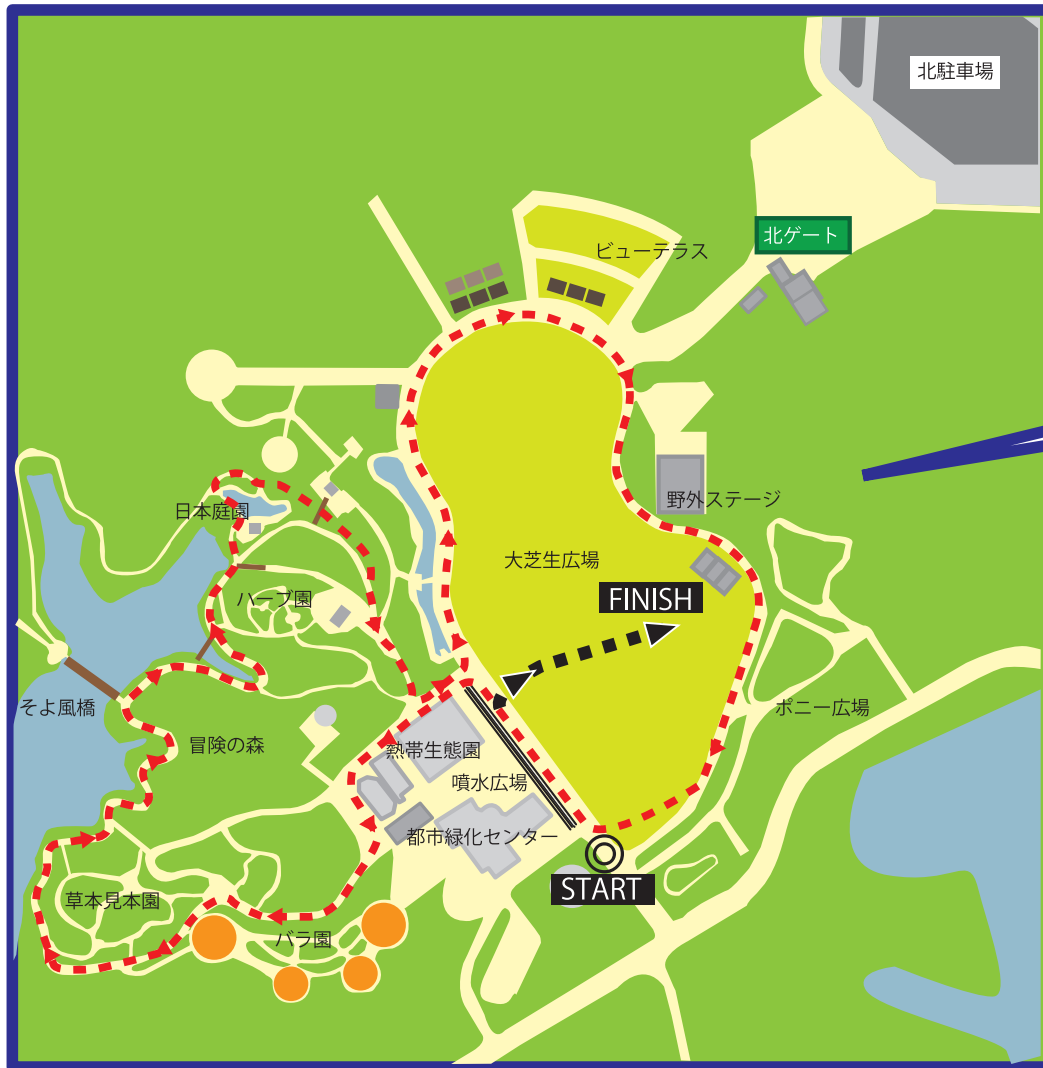 北駐車場
北ゲート
ビューテラス
野外ステージ
日本庭園
大芝生広場
FINISH
ハーブ園
そよ風橋
ポニー広場
冒険の森
熱帯生態園
噴水広場
都市緑化センター
START
草本見本園
バラ園